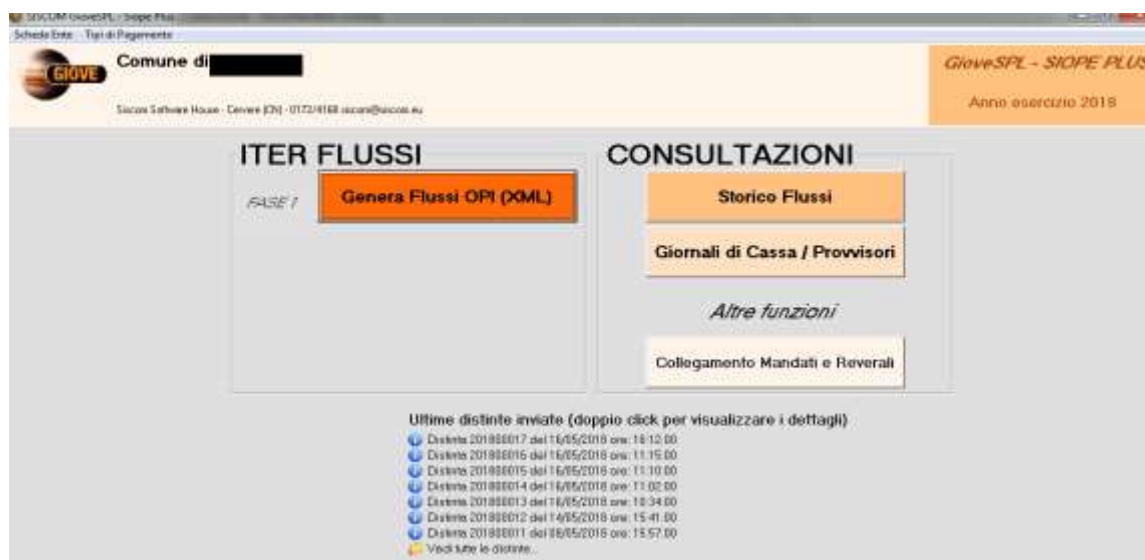 SISCOM GioveSPL - Siope Plus
Scheda Ente Tipi di Pagamento
GIOVE
Comune di
GioveSPL - SIOPE PLUS
Anno esercizio 2018
Siscom Software House - Cervere (CN) - 0172/4168 siscom@siscom.eu
ITER FLUSSI
FASE 1
Genera Flussi OPI (XML)
CONSULTAZIONI
Storico Flussi
Giornali di Cassa / Provvisori
Altre funzioni
Collegamento Mandati e Reverali
Ultime distinte inviate (doppio click per visualizzare i dettagli)
Distinta 201800017 del 16/05/2018 ore: 16:12:00
Distinta 201800016 del 16/05/2018 ore: 11:15:00
Distinta 201800015 del 16/05/2018 ore: 11:10:00
Distinta 201800014 del 16/05/2018 ore: 11:02:00
Distinta 201800013 del 16/05/2018 ore: 10:34:00
Distinta 201800012 del 14/05/2018 ore: 15:41:00
Distinta 201800011 del 08/05/2018 ore: 15:57:00
Vedi tutte le distinte...